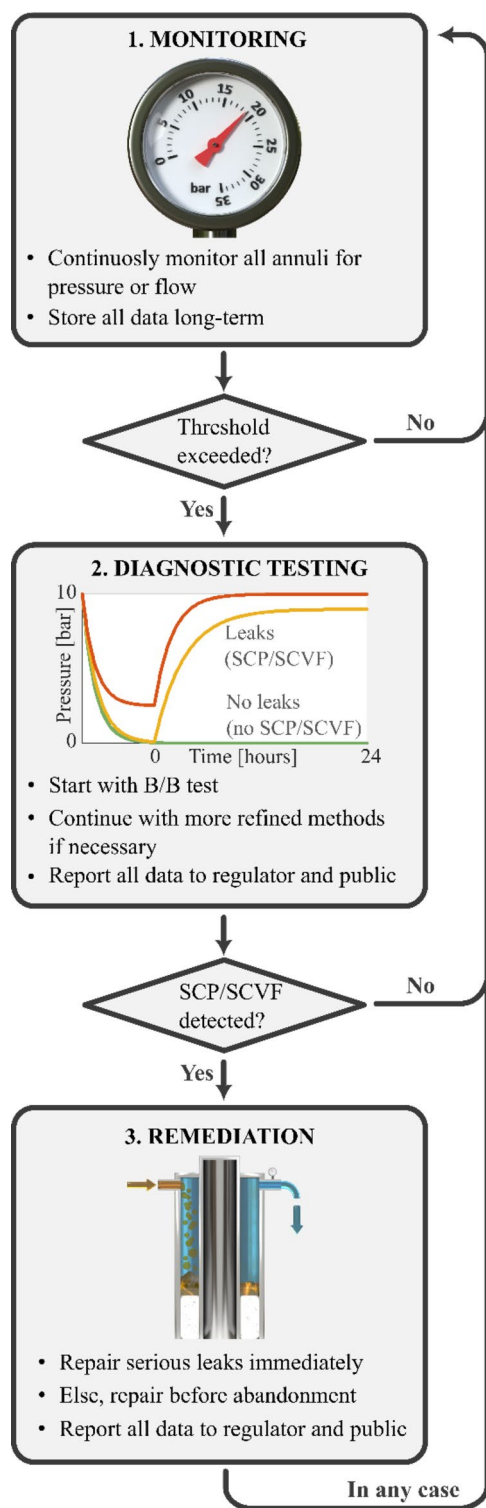 1. MONITORING
0
5
10
15
20
25
30
35
bar
• Continuosly monitor all annuli for
pressure or flow
• Store all data long-term
Threshold
exceeded?
No
Yes
2. DIAGNOSTIC TESTING
10
Pressure [bar]
Leaks
(SCP/SCVF)
No leaks
(no SCP/SCVF)
0
0
Time [hours]
24
• Start with B/B test
• Continue with more refined methods
if necessary
• Report all data to regulator and public
SCP/SCVF
detected?
No
Yes
3. REMEDIATION
• Repair serious leaks immediately
• Else, repair before abandonment
• Report all data to regulator and public
In any case